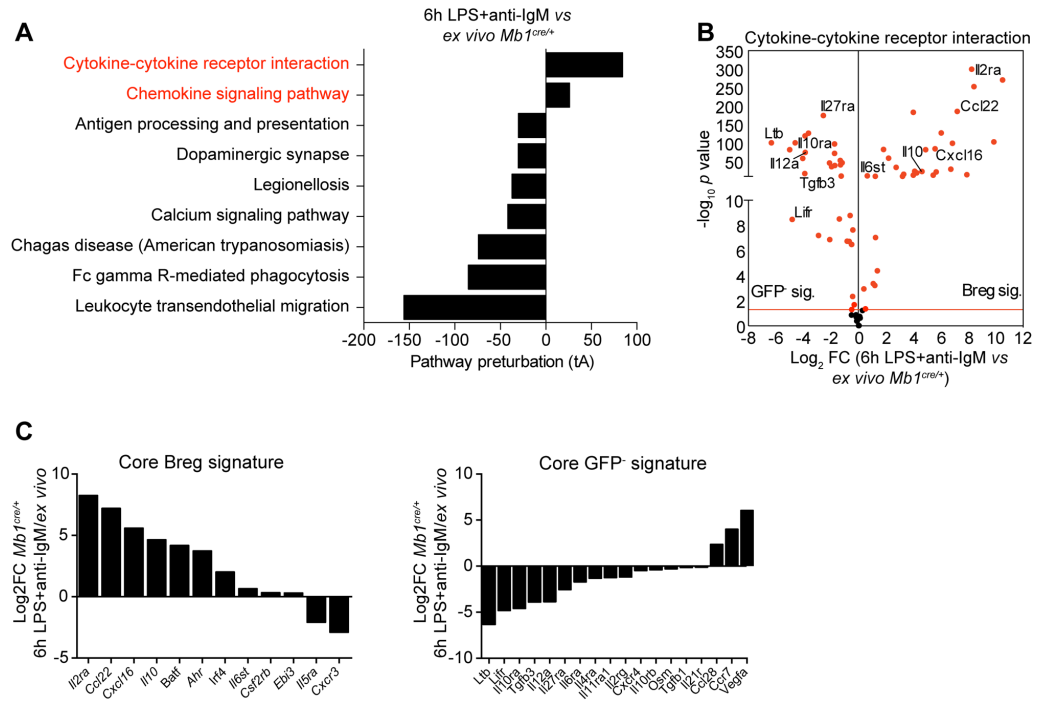 A
6h LPS+anti-IgM vs
ex vivo Mb1cre/+
Cytokine-cytokine receptor interaction
Chemokine signaling pathway
Antigen processing and presentation
Dopaminergic synapse
Legionellosis
Calcium signaling pathway
Chagas disease (American trypanosomiasis)
Fc gamma R-mediated phagocytosis
Leukocyte transendothelial migration
-200 -150 -100 -50 0 50 100
Pathway preturbation (tA)
B
Cytokine-cytokine receptor interaction
-log10 p value
350
300
250
200
150
100
50
10
8
6
4
2
0
Il2ra
Ccl22
Il27ra
Ltb
Il10ra
Il12a
Tgfb3
Il6st
Il10
Cxcl16
Lifr
GFP- sig.
Breg sig.
-8 -6 -4 -2 0 2 4 6 8 10 12
Log2 FC (6h LPS+anti-IgM vs
ex vivo Mb1cre/+)
C
Core Breg signature
Log2FC Mb1cre/+
6h LPS+anti-IgM/ex vivo
10
5
0
-5
Il2ra Ccl22 Cxcl16 Il10 Batf Ahr Irf4 Il6st Csf2rb Ebi3 Il5ra Cxcr3
Core GFP- signature
Log2FC Mb1cre/+
6h LPS+anti-IgM/ex vivo
10
5
0
-5
-10
Ltb Lifr Il10ra Tgfb3 Il12a Il27ra Il6ra Il4ra Il11ra1 Il2rg Cxcr4 Il10rb Osm Tgfb1 Il21r Ccl28 Ccr7 Vegfa